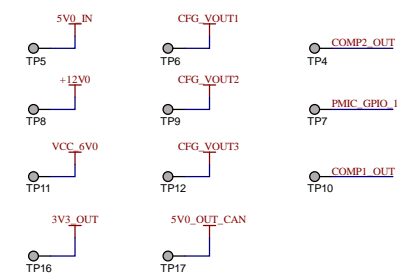 5V0_IN CFG_VOUT1
COMP2_OUT
TP5 TP6 TP4
+12V0 CFG_VOUT2
PMIC_GPIO_1
TP8 TP9 TP7
VCC_6V0 CFG_VOUT3
COMP1_OUT
TP11 TP12 TP10
3V3_OUT 5V0_OUT_CAN
TP16 TP17